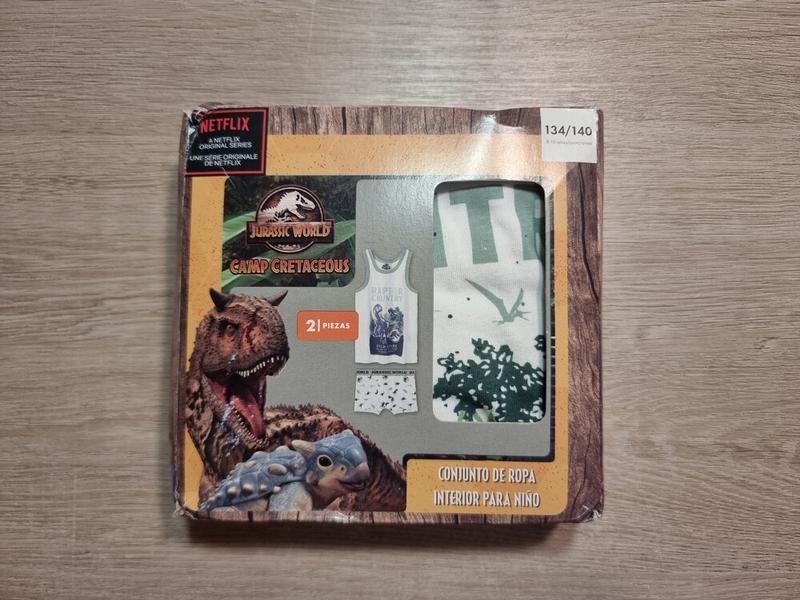 NETFLIX
A NETFLIX
ORIGINAL SERIES
UNE SÉRIE ORIGINALE
DE NETFLIX
134/140
JURASSIC WORLD
CAMP CRETACEOUS
2 | PIEZAS
RAPTOR
COUNTRY
JURASSIC WORLD
CONJUNTO DE ROPA
INTERIOR PARA NIÑO